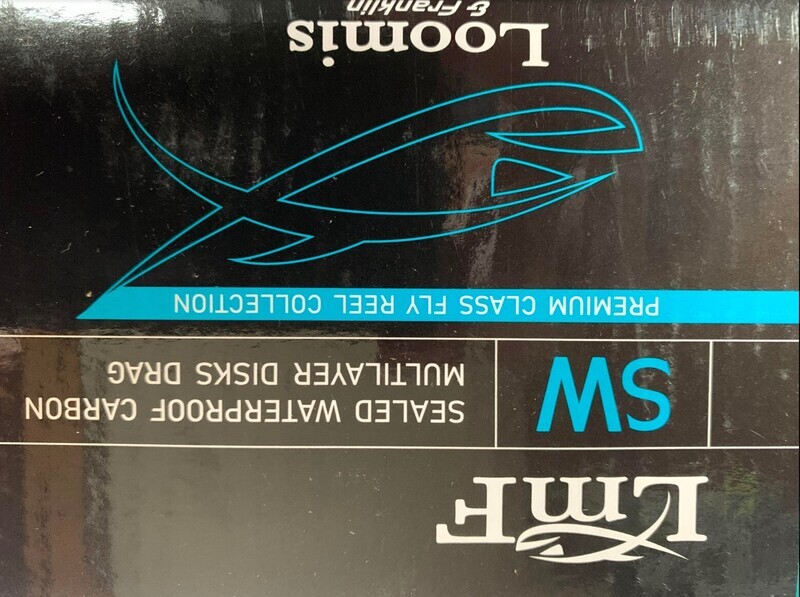 LmF
SW
SEALED WATERPROOF CARBON
MULTILAYER DISKS DRAG
PREMIUM CLASS FLY REEL COLLECTION
Loomis
& Franklin